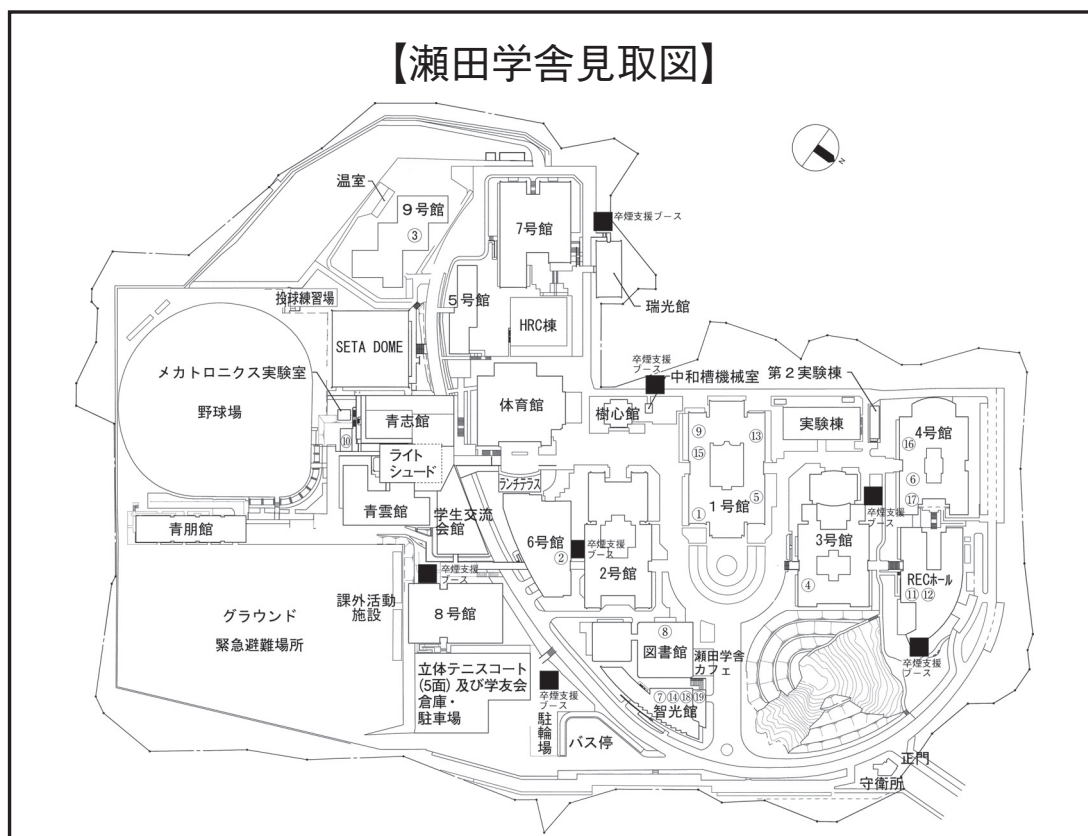 【瀬田学舎見取図】
N
温室
9号館
③
7号館
卒煙支援ブース
瑞光館
5号館
HRC棟
投球練習場
SETA DOME
メカトロニクス実験室
野球場
⑩
青志館
体育館
卒煙支援
ブース
中和槽機械室
樹心館
第2実験棟
実験棟
4号館
⑯
⑥
⑰
⑨
⑬
⑮
⑤
①
1号館
ライト
シュード
ランチテラス
青雲館
学生交流
会館
青朋館
6号館
②
卒煙支援
ブース
2号館
卒煙支援
ブース
3号館
④
RECホール
⑪ ⑫
卒煙支援
ブース
卒煙支援
ブース
課外活動
施設
8号館
グラウンド
緊急避難場所
⑧
図書館
瀬田学舎
カフェ
⑦⑭⑱⑲
智光館
立体テニスコート
(5面)及び学友会
倉庫・
駐車場
卒煙支援
ブース
駐輪場
バス停
正門
守衛所